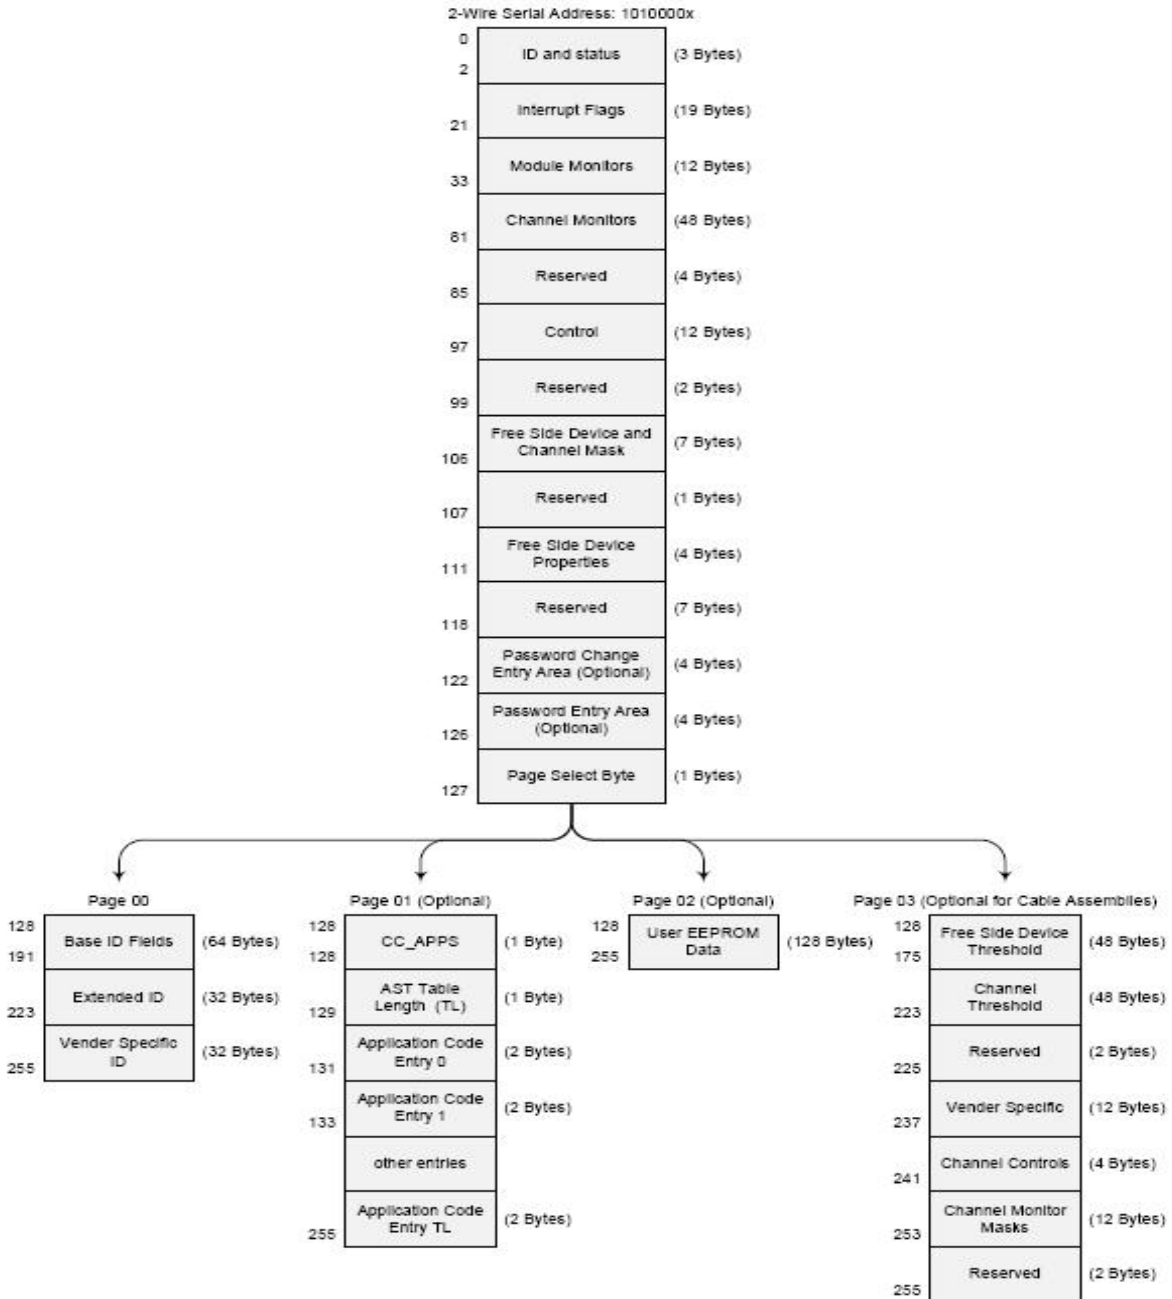 2-Wire Serial Address: 1010000x
0
ID and status
(3 Bytes)
2
Interrupt Flags
(19 Bytes)
21
Module Monitors
(12 Bytes)
33
Channel Monitors
(48 Bytes)
81
Reserved
(4 Bytes)
85
Control
(12 Bytes)
97
Reserved
(2 Bytes)
99
Free Side Device and
Channel Mask
(7 Bytes)
106
Reserved
(1 Bytes)
107
Free Side Device
Properties
(4 Bytes)
111
Reserved
(7 Bytes)
118
Password Change
Entry Area (Optional)
(4 Bytes)
122
Password Entry Area
(Optional)
(4 Bytes)
126
Page Select Byte
(1 Bytes)
127
Page 00
128
Base ID Fields
(64 Bytes)
191
Extended ID
(32 Bytes)
223
Vender Specific
ID
(32 Bytes)
255
Page 01 (Optional)
128
CC_APPS
(1 Byte)
128
AST Table
Length (TL)
(1 Byte)
129
Application Code
Entry 0
(2 Bytes)
131
Application Code
Entry 1
(2 Bytes)
133
other entries
Application Code
Entry TL
(2 Bytes)
255
Page 02 (Optional)
128
User EEPROM
Data
(128 Bytes)
255
Page 03 (Optional for Cable Assemblies)
128
Free Side Device
Threshold
(48 Bytes)
175
Channel
Threshold
(48 Bytes)
223
Reserved
(2 Bytes)
225
Vender Specific
(12 Bytes)
237
Channel Controls
(4 Bytes)
241
Channel Monitor
Masks
(12 Bytes)
253
Reserved
(2 Bytes)
255